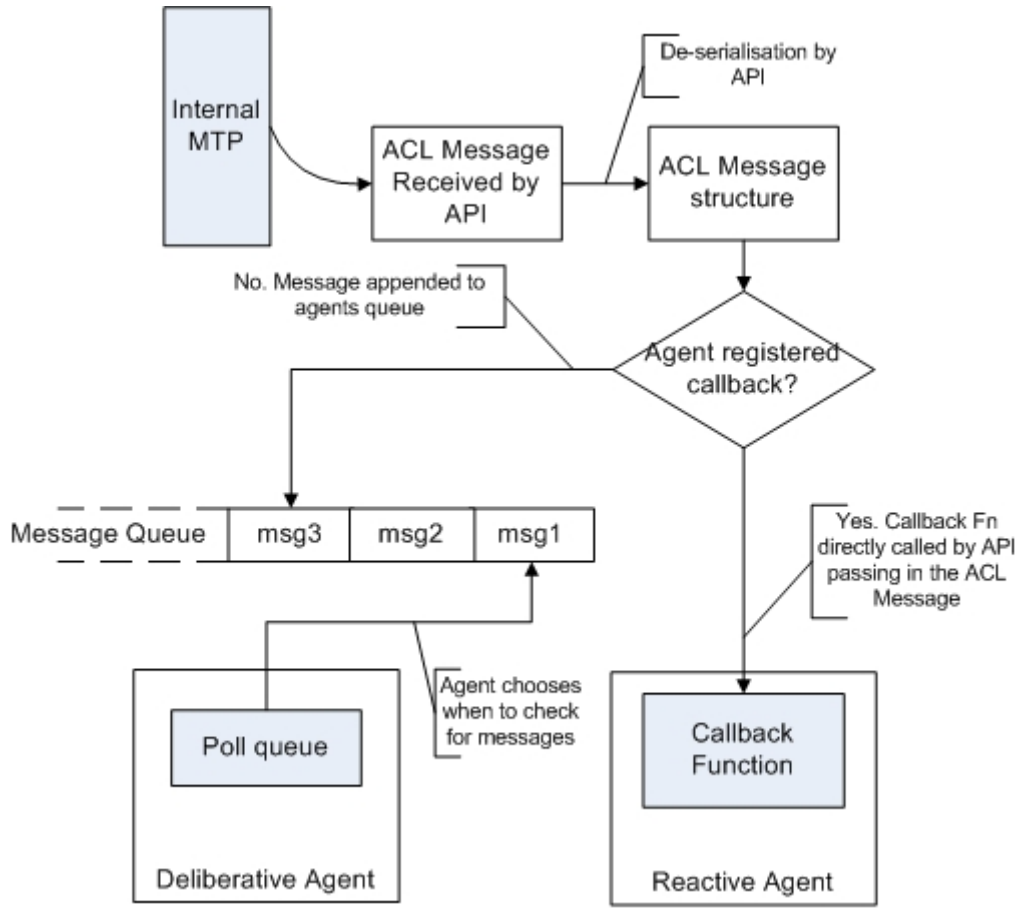 De-serialisation by
API
Internal
MTP
ACL Message
Received by
API
ACL Message
structure
No. Message appended to
agents queue
Agent registered
callback?
Message Queue
msg3
msg2
msg1
Yes. Callback Fn
directly called by API
passing in the ACL
Message
Agent chooses
when to check
for messages
Poll queue
Callback
Function
Deliberative Agent
Reactive Agent